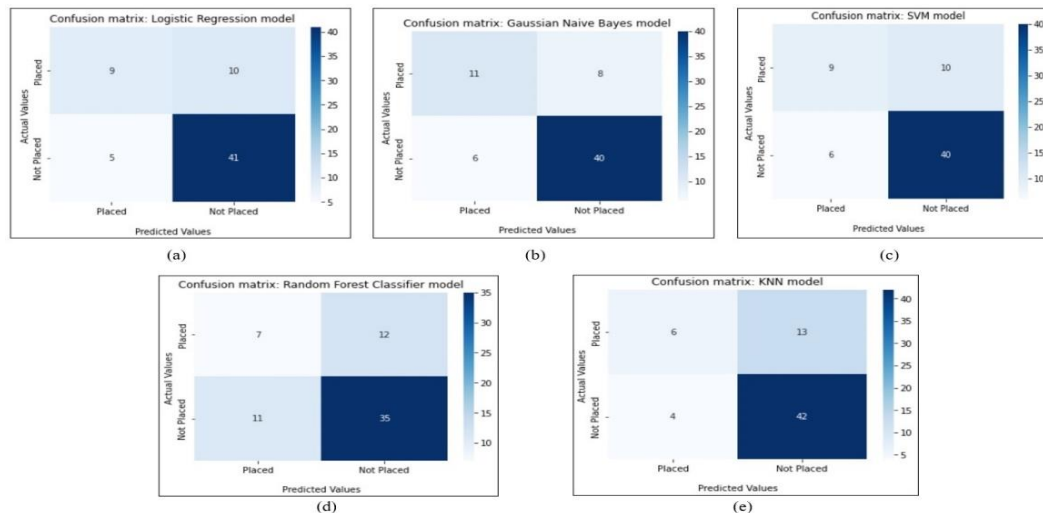 Confusion matrix: Logistic Regression model
Actual Values
Placed
Not Placed
9
10
5
41
Placed
Not Placed
Predicted Values
40
35
30
25
20
15
10
5
(a)
Confusion matrix: Gaussian Naive Bayes model
Actual Values
Placed
Not Placed
11
8
6
40
Placed
Not Placed
Predicted Values
40
35
30
25
20
15
10
(b)
Confusion matrix: SVM model
Actual Values
Placed
Not Placed
9
10
6
40
Placed
Not Placed
Predicted Values
40
35
30
25
20
15
10
(c)
Confusion matrix: Random Forest Classifier model
Actual Values
Placed
Not Placed
7
12
11
35
Placed
Not Placed
Predicted Values
35
30
25
20
15
10
(d)
Confusion matrix: KNN model
Actual Values
Placed
Not Placed
6
13
4
42
Placed
Not Placed
Predicted Values
40
35
30
25
20
15
10
5
(e)